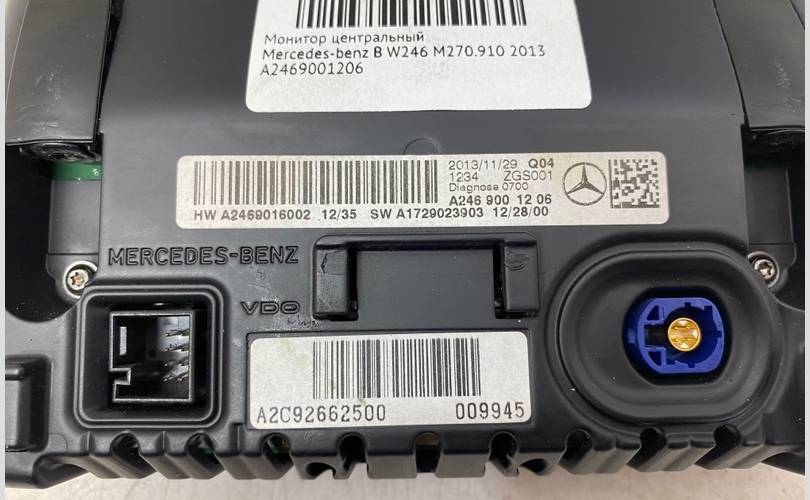 Монитор центральный
Mercedes-benz B W246 M270.910 2013
A2469001206
2013/11/29 Q04
1234 ZGS001
Diagnose 0700
A246 900 12 06
HW A2469016002 12/35 SW A1729023903 12/28/00
MERCEDES-BENZ
VDO
A2C92662500 009945